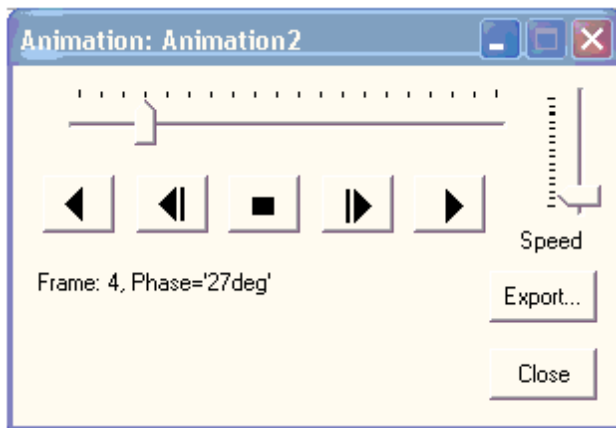 Animation: Animation2
Speed
Frame: 4, Phase='27deg'
Export...
Close